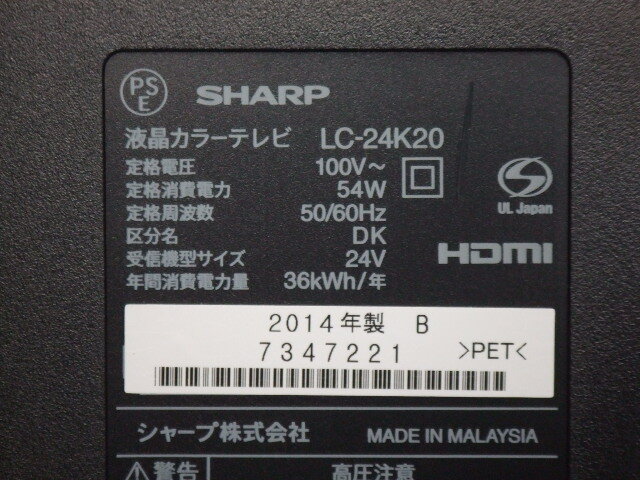 PSE SHARP
液晶カラーテレビ LC-24K20
定格電圧 100V~
定格消費電力 54W
定格周波数 50/60Hz
区分名 DK
受信機型サイズ 24V
年間消費電力量 36kWh/年
UL Japan
HDMI
2014年製 B
7347221 >PET<
シャープ株式会社 MADE IN MALAYSIA
⚠警告 高圧注意